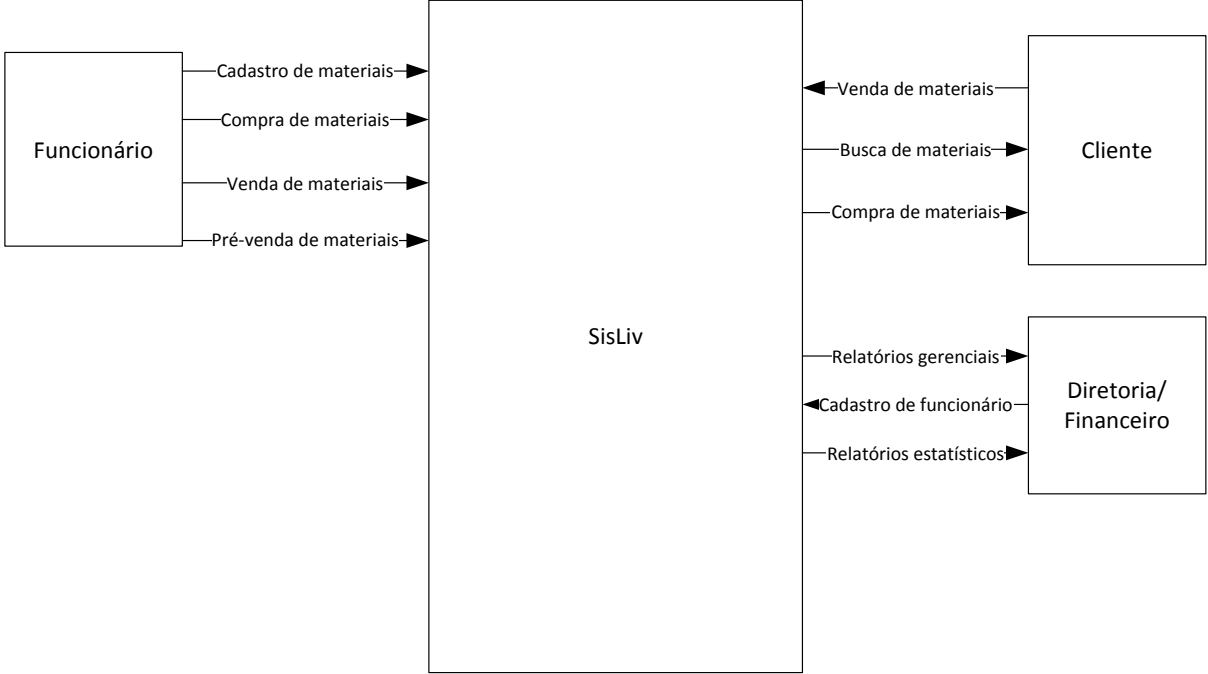 Funcionário
Cadastro de materiais
Compra de materiais
Venda de materiais
Pré-venda de materiais
SisLiv
Venda de materiais
Busca de materiais
Compra de materiais
Cliente
Relatórios gerenciais
Cadastro de funcionário
Relatórios estatísticos
Diretoria/
Financeiro